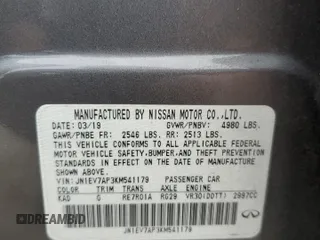 MANUFACTURED BY NISSAN MOTOR CO.,LTD.
DATE: 03/19 GVWR/PNBV: 4980 LBS.
GAWR/PNBE FR: 2546 LBS. RR: 2513 LBS.
THIS VEHICLE CONFORMS TO ALL APPLICABLE
FEDERAL MOTOR VEHICLE SAFETY,BUMPER,AND THEFT
PREVENTION STANDARDS IN EFFECT ON THE DATE OF
MANUFACTURE SHOWN ABOVE.
VIN:JN1EV7AP3KM541179 PASSENGER CAR
COLOR TRIM TRANS AXLE ENGINE
KAD G RE7R01A RG29 VR30(DDTT) 2997CC
JN1EV7AP3KM541179